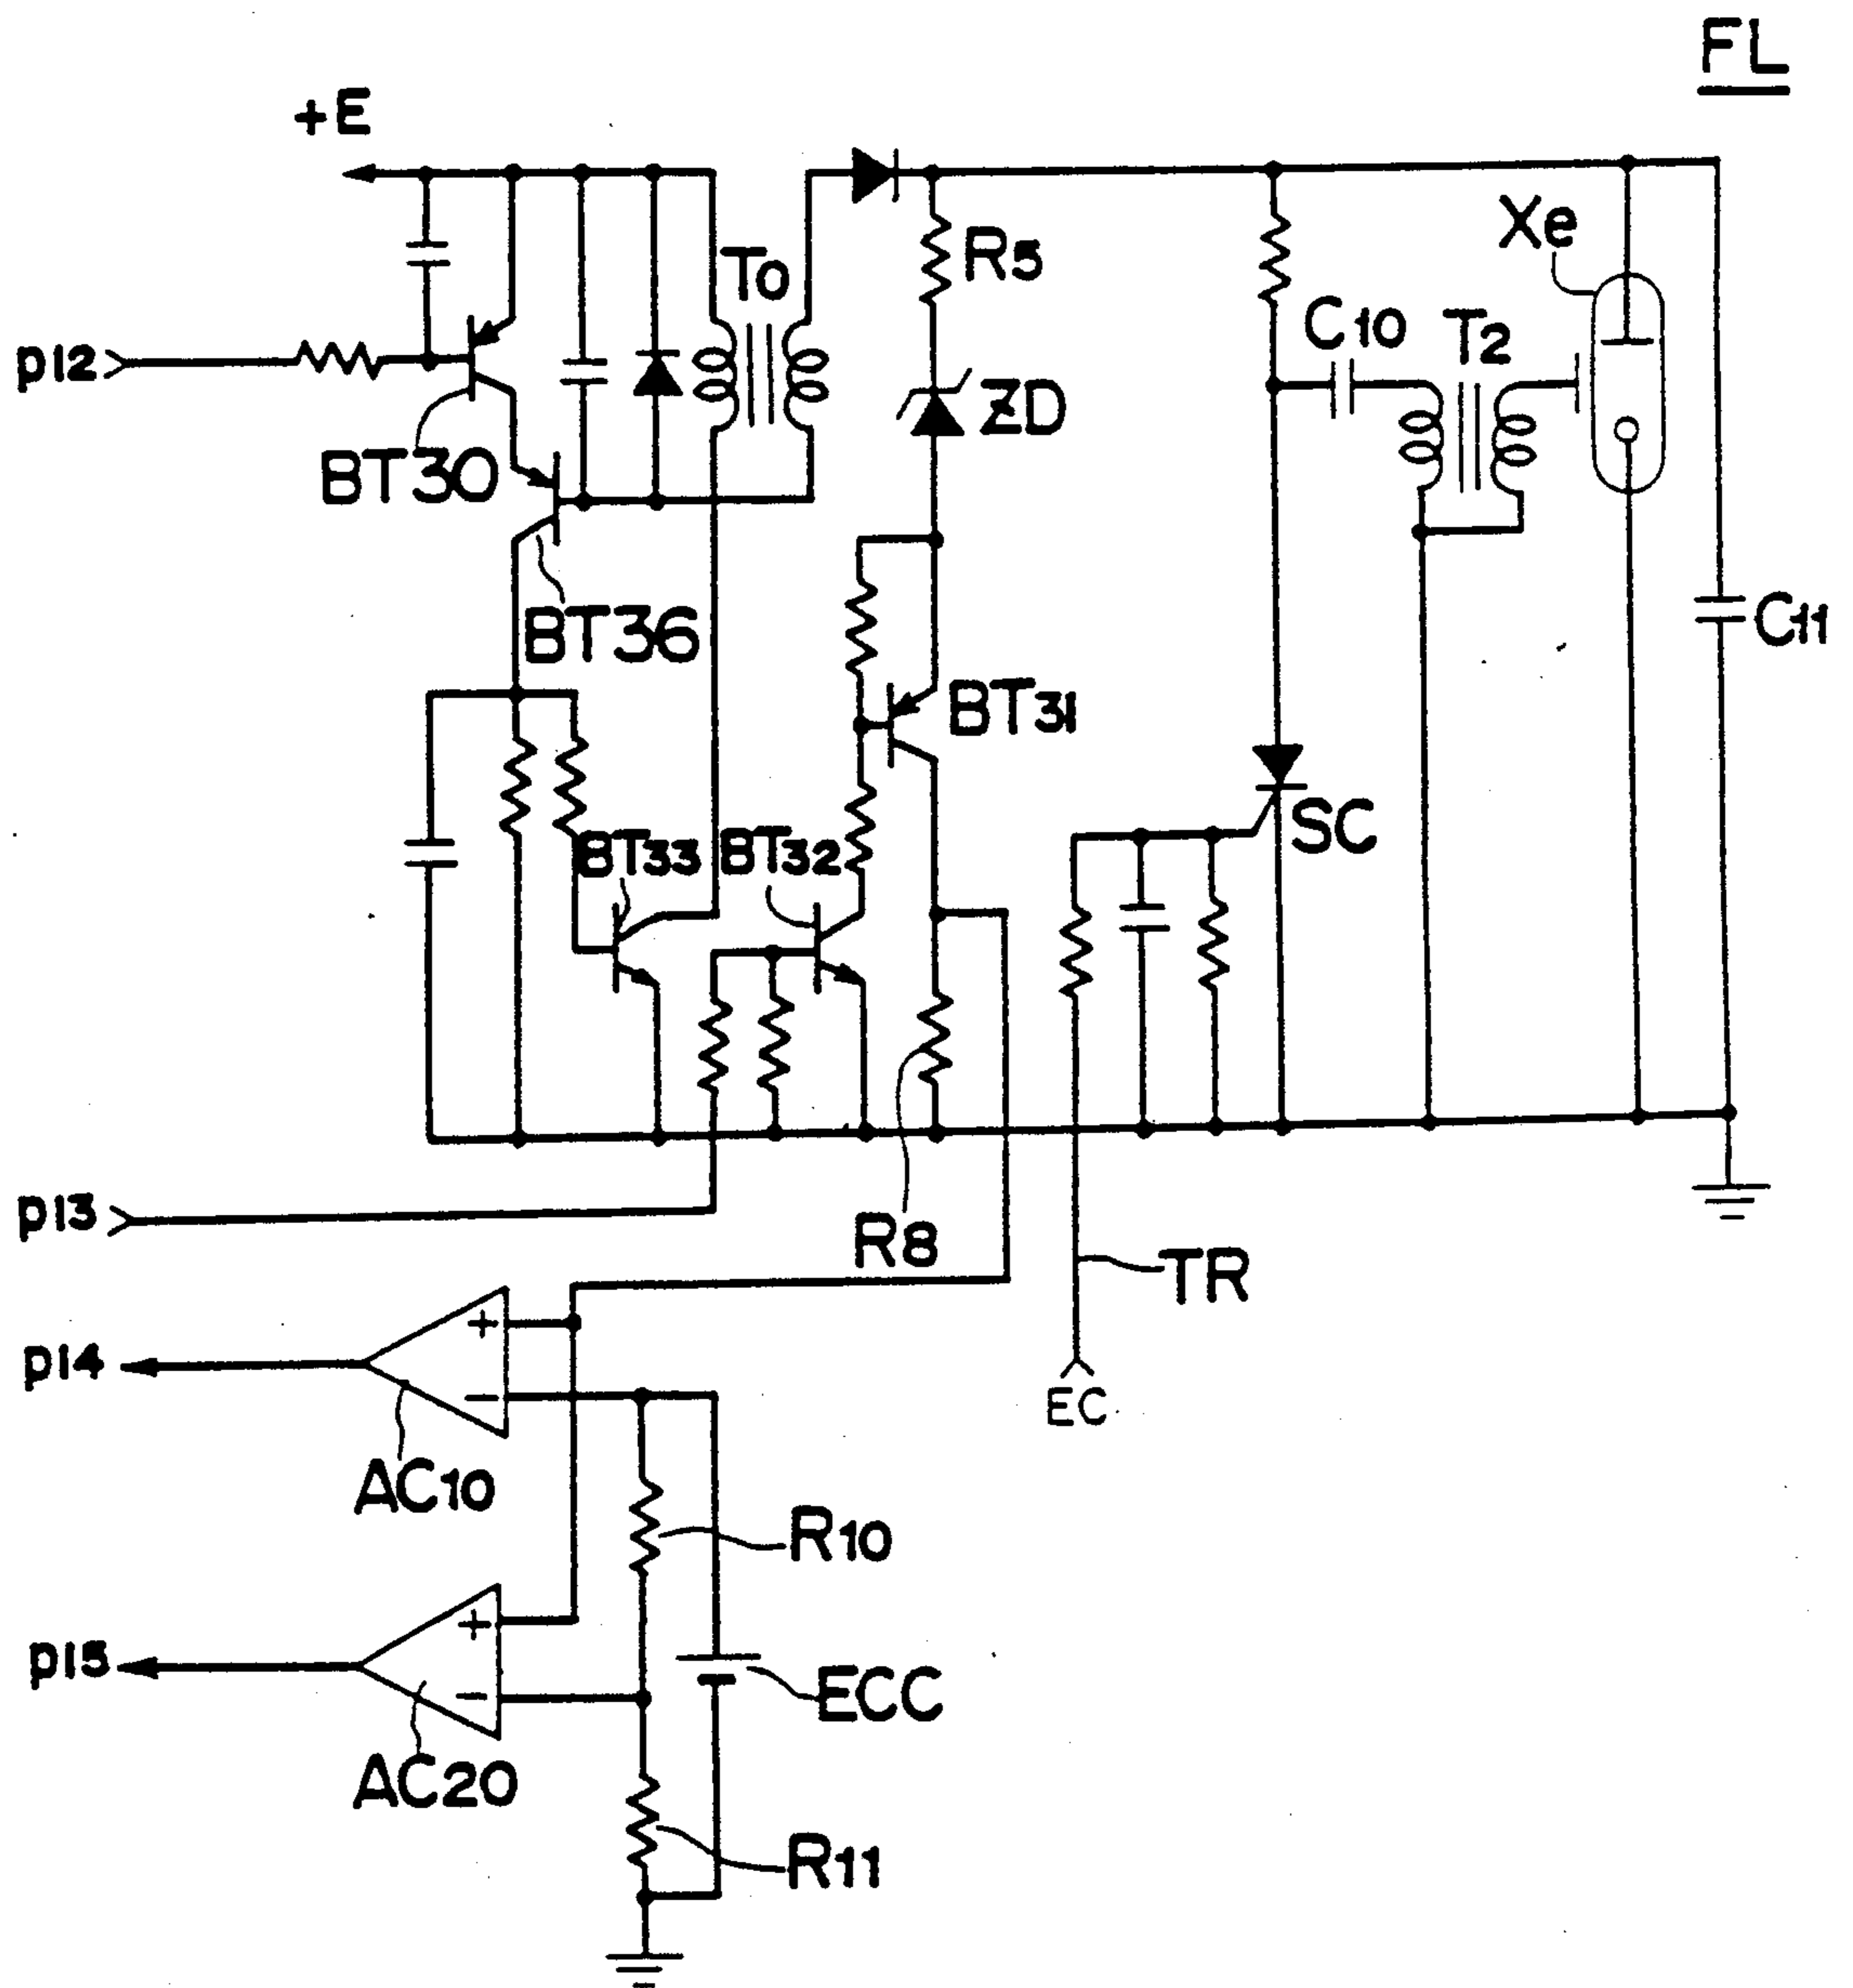 FL
+E
Xe
R5
To
C10
T2
p12
ZD
BT30
BT36
C11
BT31
SC
BT33
BT32
p13
R8
TR
+
p14
EC
−
AC10
R10
+
p15
ECC
−
AC20
R11